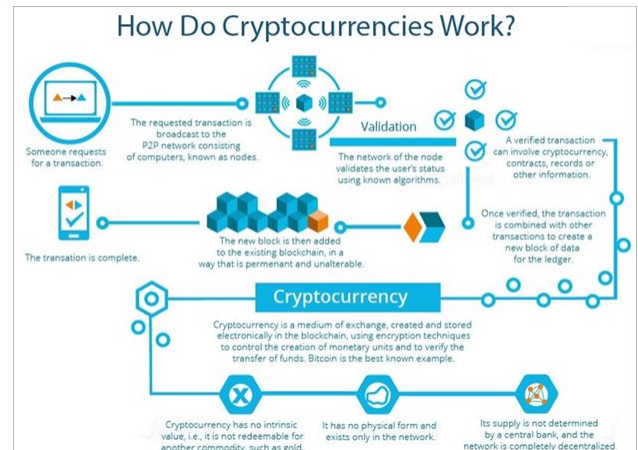 How Do Cryptocurrencies Work?
Someone requests
for a transaction.
The requested transaction is
broadcast to the
P2P network consisting
of computers, known as nodes.
Validation
The network of the node
validates the user's status
using known algorithms.
A verified transaction
can involve cryptocurrency,
contracts, records or
other information.
Once verified, the transaction
is combined with other
transactions to create a
new block of data
for the ledger.
The new block is then added
to the existing blockchain, in a
way that is permenant and unalterable.
The transation is complete.
Cryptocurrency
Cryptocurrency is a medium of exchange, created and stored
electronically in the blockchain, using encryption techniques
to control the creation of monetary units and to verify the
transfer of funds. Bitcoin is the best known example.
Cryptocurrency has no intrinsic
value, i.e., it is not redeemable for
another commodity, such as gold.
It has no physical form and
exists only in the network.
Its supply is not determined
by a central bank, and the
network is completely decentralized.